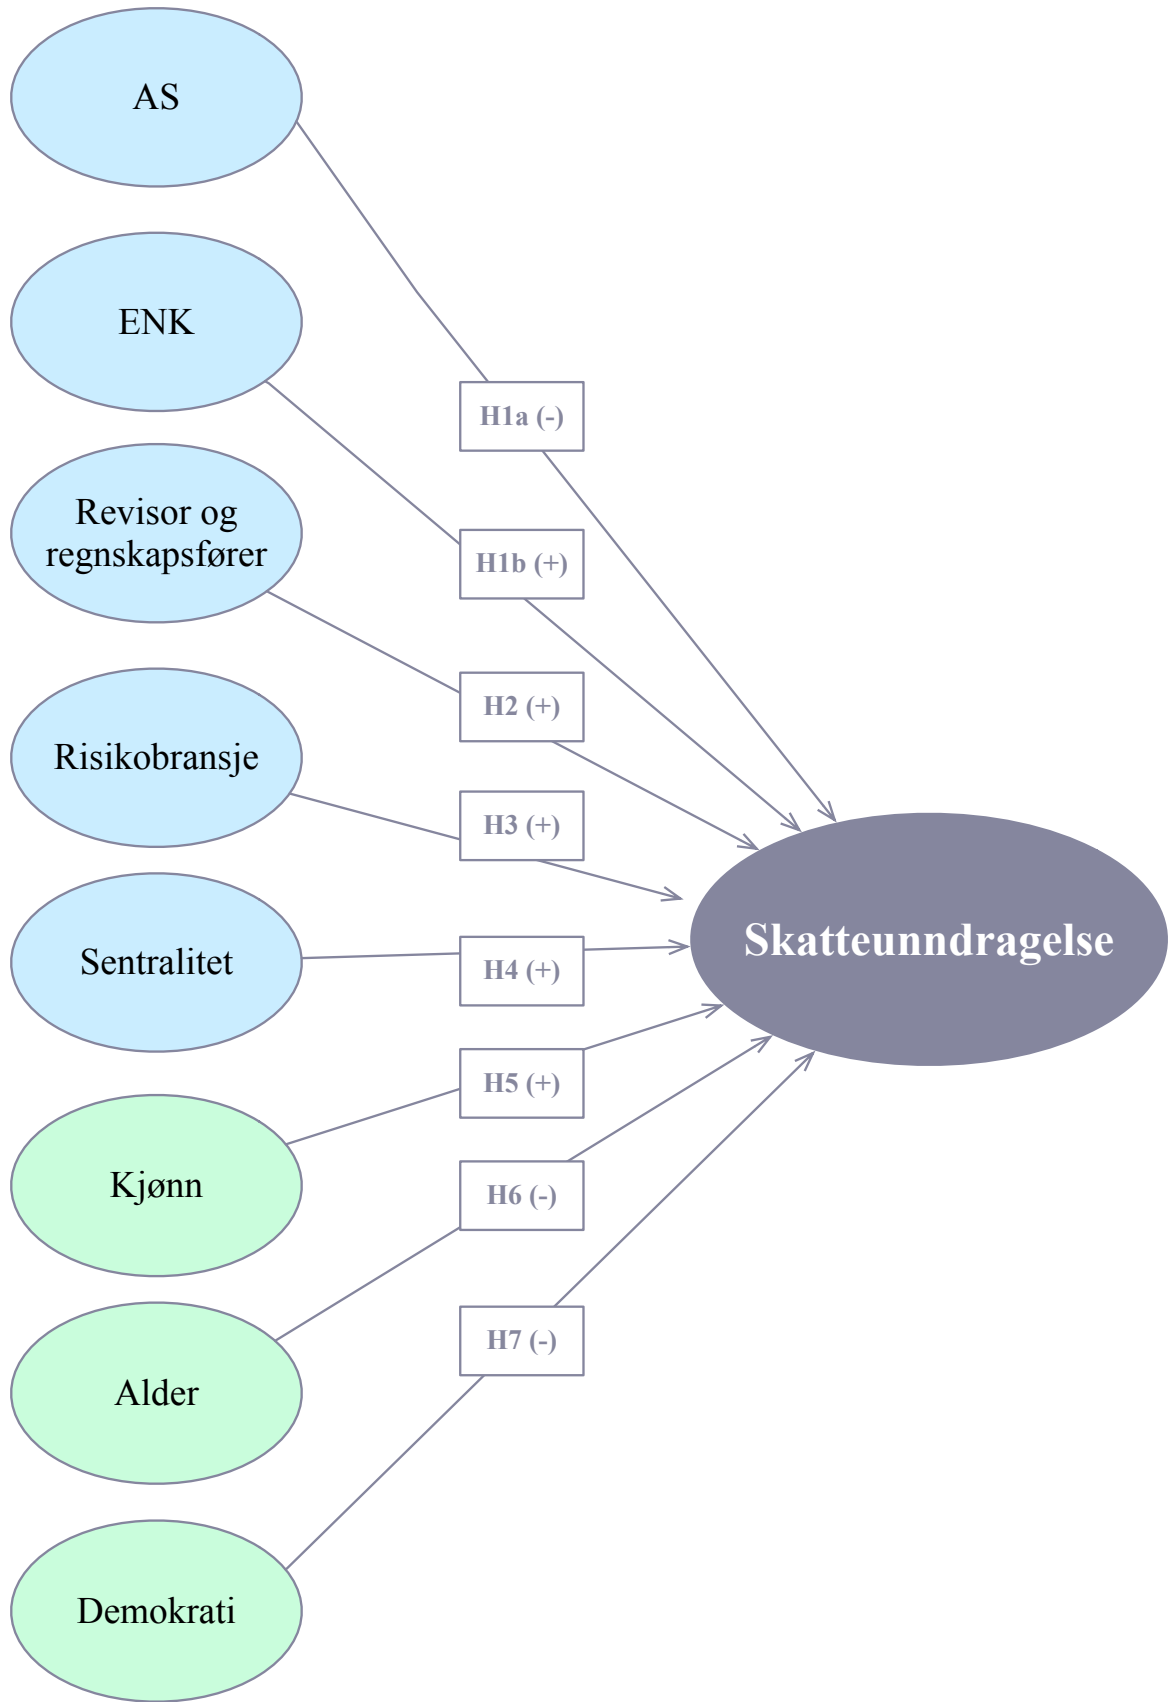 AS
ENK
H1a (-)
Revisor og
regnskapsfører
H1b (+)
H2 (+)
Risikobransje
H3 (+)
Skatteunndragelse
Sentralitet
H4 (+)
H5 (+)
Kjønn
H6 (-)
H7 (-)
Alder
Demokrati